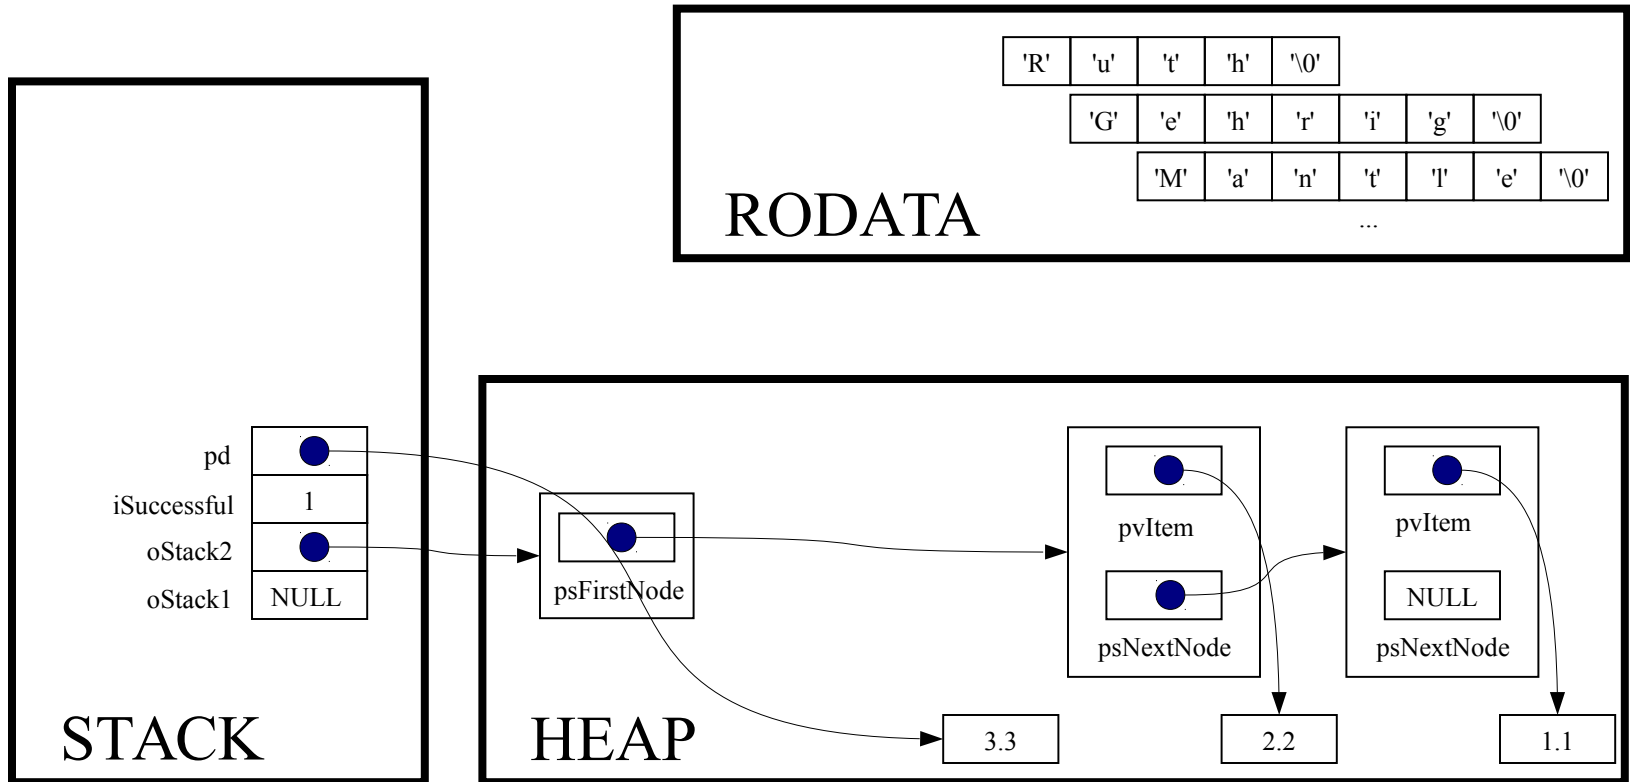 'R' 'u' 't' 'h' '\0'
'G' 'e' 'h' 'r' 'i' 'g' '\0'
'M' 'a' 'n' 't' 'l' 'e' '\0'
...
RODATA
pd
iSuccessful 1
oStack2
oStack1 NULL
STACK
psFirstNode
pvItem
psNextNode
pvItem
NULL
psNextNode
HEAP
3.3
2.2
1.1